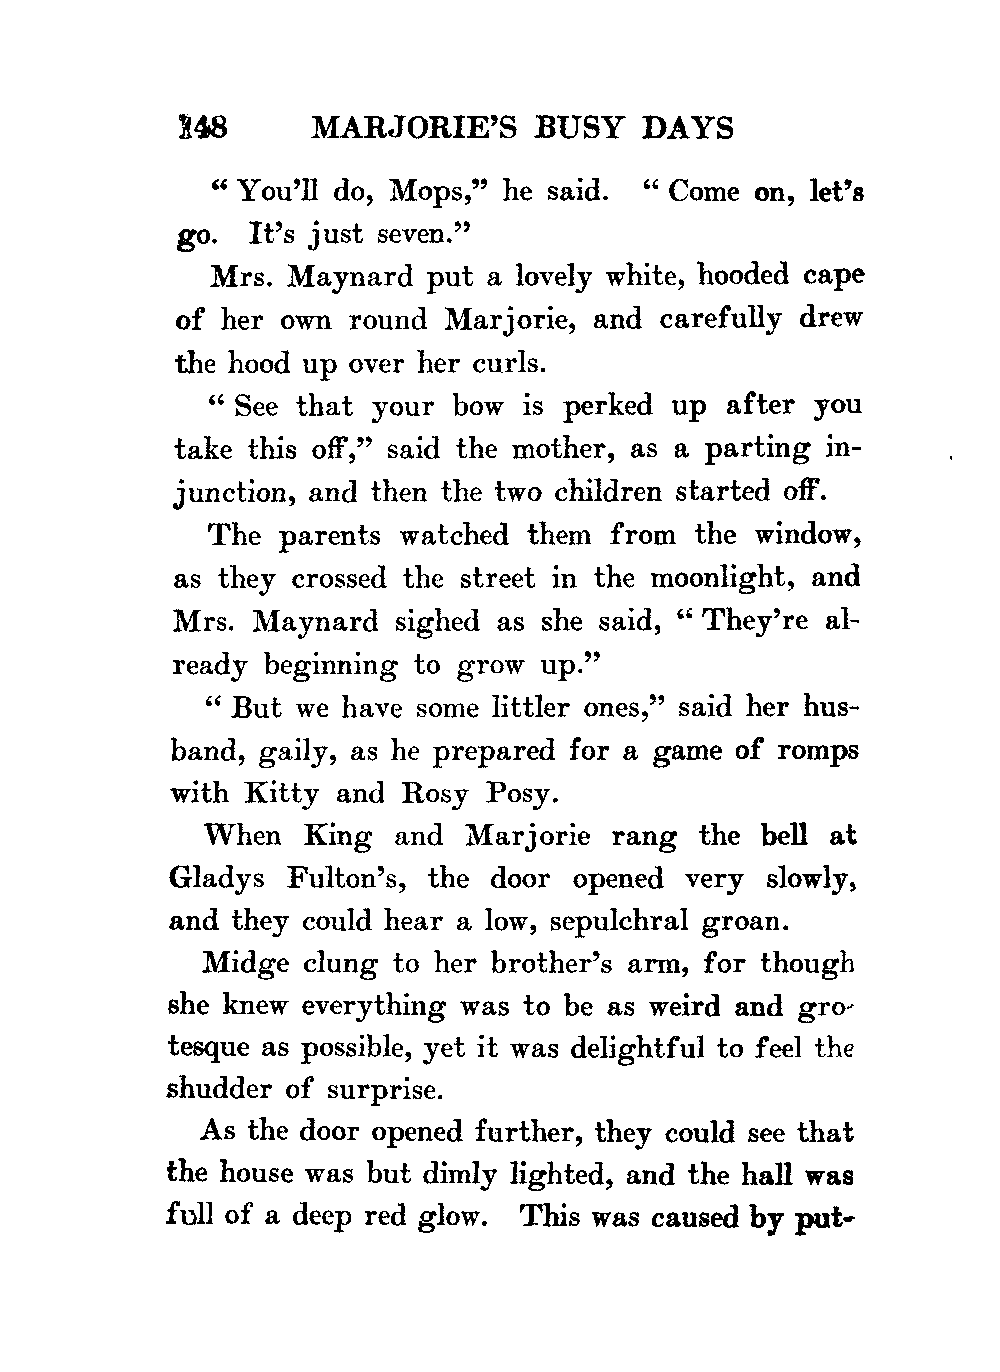 148 MARJORIE'S BUSY DAYS
" You'll do, Mops," he said. " Come on, let's
go. It's just seven."
Mrs. Maynard put a lovely white, hooded cape
of her own round Marjorie, and carefully drew
the hood up over her curls.
" See that your bow is perked up after you
take this off," said the mother, as a parting in-
junction, and then the two children started off.
The parents watched them from the window,
as they crossed the street in the moonlight, and
Mrs. Maynard sighed as she said, " They're al-
ready beginning to grow up."
" But we have some littler ones," said her hus-
band, gaily, as he prepared for a game of romps
with Kitty and Rosy Posy.
When King and Marjorie rang the bell at
Gladys Fulton's, the door opened very slowly,
and they could hear a low, sepulchral groan.
Midge clung to her brother's arm, for though
she knew everything was to be as weird and gro-
tesque as possible, yet it was delightful to feel the
shudder of surprise.
As the door opened further, they could see that
the house was but dimly lighted, and the hall was
full of a deep red glow. This was caused by put-